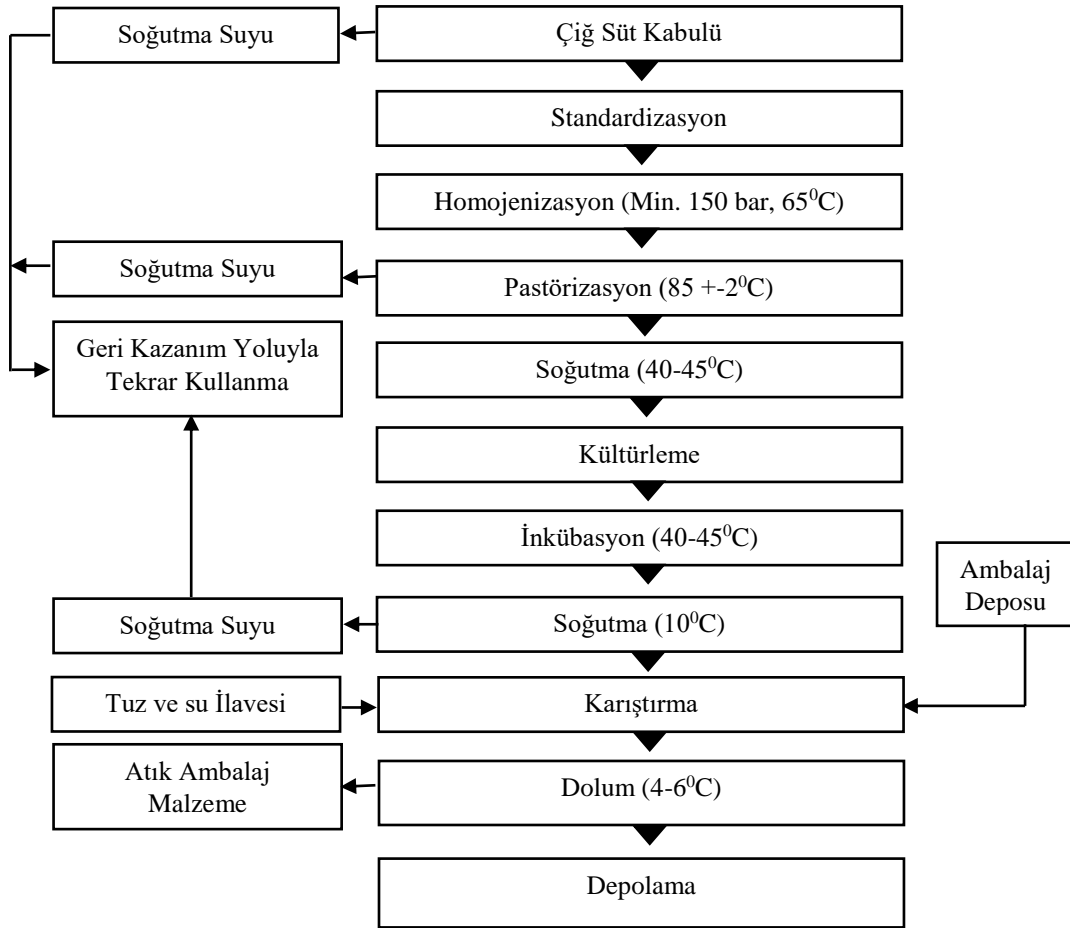 Soğutma Suyu
Çiğ Süt Kabulü
Standardizasyon
Homojenizasyon (Min. 150 bar, 65⁰C)
Soğutma Suyu
Pastörizasyon (85 +-2⁰C)
Geri Kazanım Yoluyla
Tekrar Kullanma
Soğutma (40-45⁰C)
Kültürleme
İnkübasyon (40-45⁰C)
Ambalaj
Deposu
Soğutma Suyu
Soğutma (10⁰C)
Tuz ve su İlavesi
Karıştırma
Atık Ambalaj
Malzeme
Dolum (4-6⁰C)
Depolama